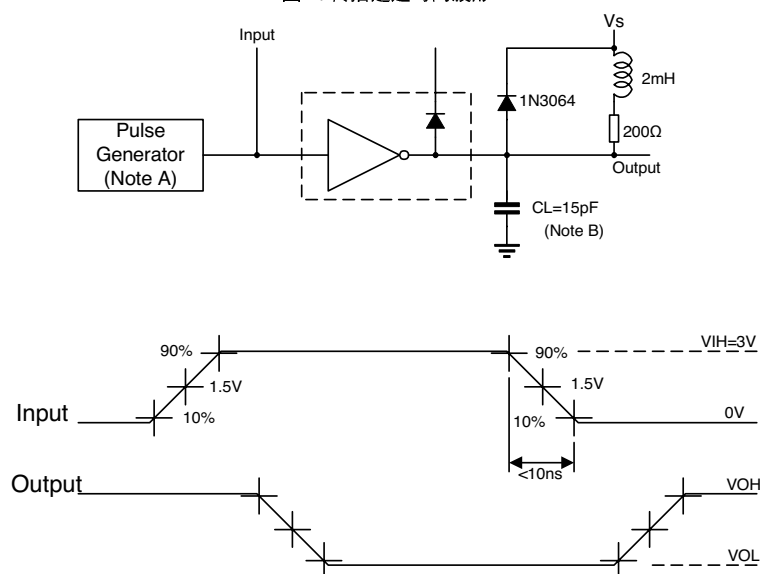 Vs
Input
2mH
1N3064
Pulse
Generator
(Note A)
200Ω
Output
CL=15pF
(Note B)
VIH=3V
90%
90%
1.5V
1.5V
Input
10%
10%
0V
<10ns
Output
VOH
VOL